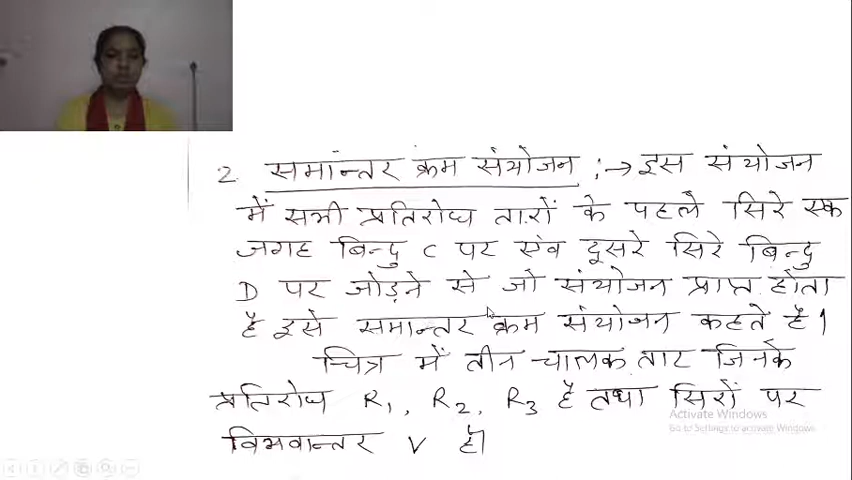 2. समांन्तर क्रम संयोजन ;→ इस संयोजन
में सभी प्रतिरोध तारों के पहले सिरे एक
जगह बिन्दु C पर एंव दूसरे सिरे बिन्दु
D पर जोड़ने से जो संयोजन प्राप्त होता
है इसे समान्तर क्रम संयोजन कहते है।
चित्र में तीन चालक तार जिनके
प्रतिरोध R₁, R₂, R₃ है तथा सिरों पर
Activate Windows
Go to Settings to activate Windows.
विभवान्तर V है।